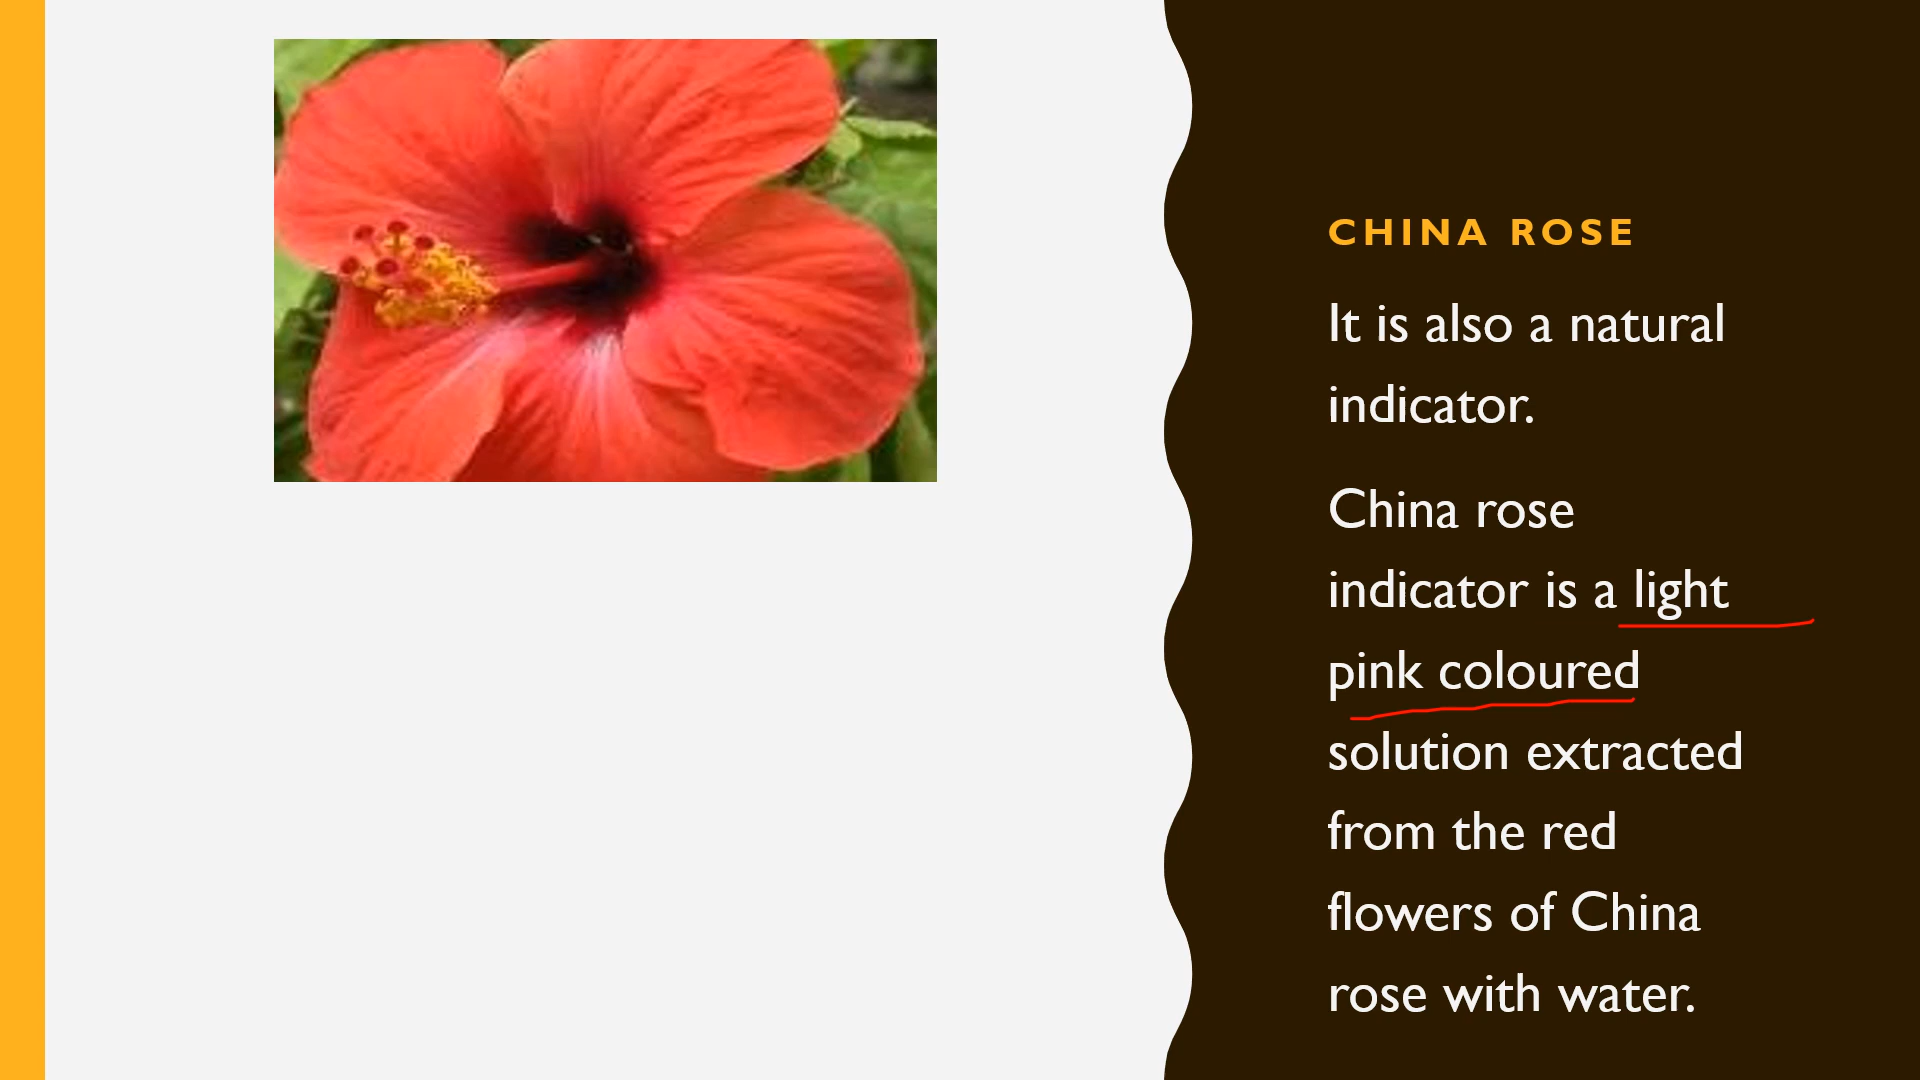 CHINA ROSE
It is also a natural
indicator.
China rose
indicator is a light
pink coloured
solution extracted
from the red
flowers of China
rose with water.